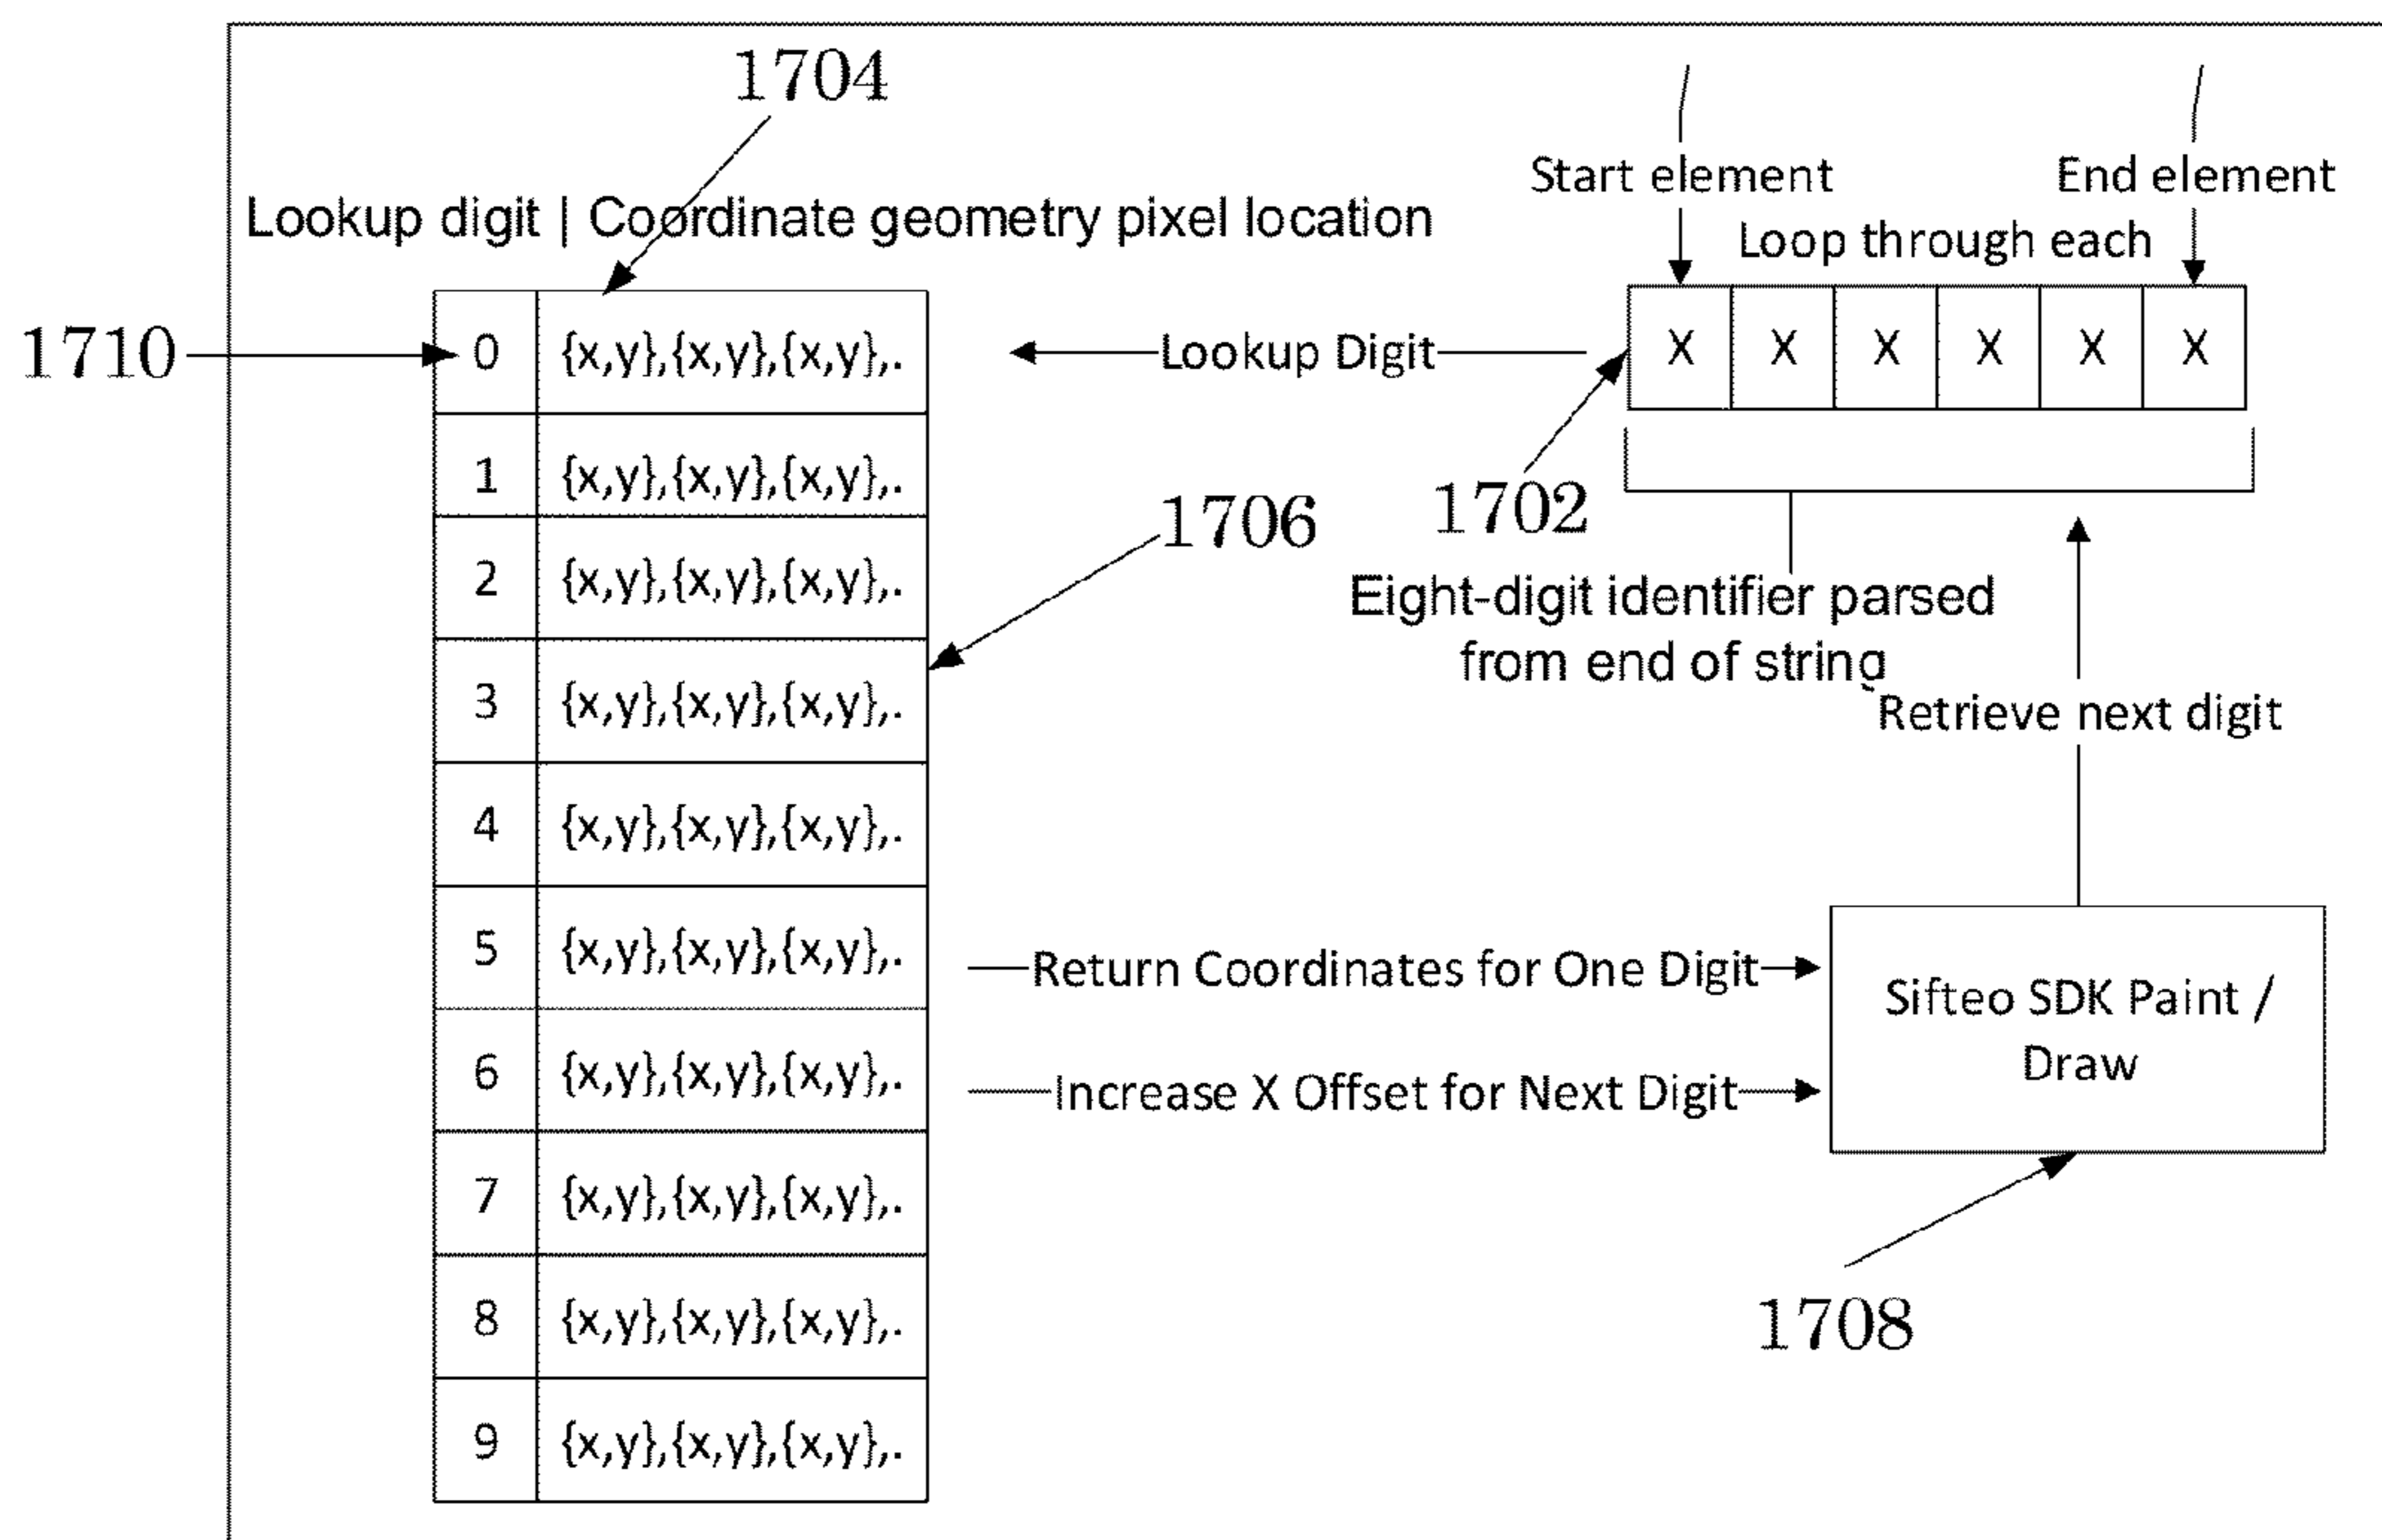 1704
Start element
End element
Lookup digit | Coordinate geometry pixel location
Loop through each
1710
0 {x,y},{x,y},{x,y},.
Lookup Digit
X X X X X X
1 {x,y},{x,y},{x,y},.
1706
1702
2 {x,y},{x,y},{x,y},.
Eight-digit identifier parsed
from end of string
3 {x,y},{x,y},{x,y},.
Retrieve next digit
4 {x,y},{x,y},{x,y},.
5 {x,y},{x,y},{x,y},.
Return Coordinates for One Digit
Sifteo SDK Paint /
Draw
6 {x,y},{x,y},{x,y},.
Increase X Offset for Next Digit
7 {x,y},{x,y},{x,y},.
8 {x,y},{x,y},{x,y},.
1708
9 {x,y},{x,y},{x,y},.